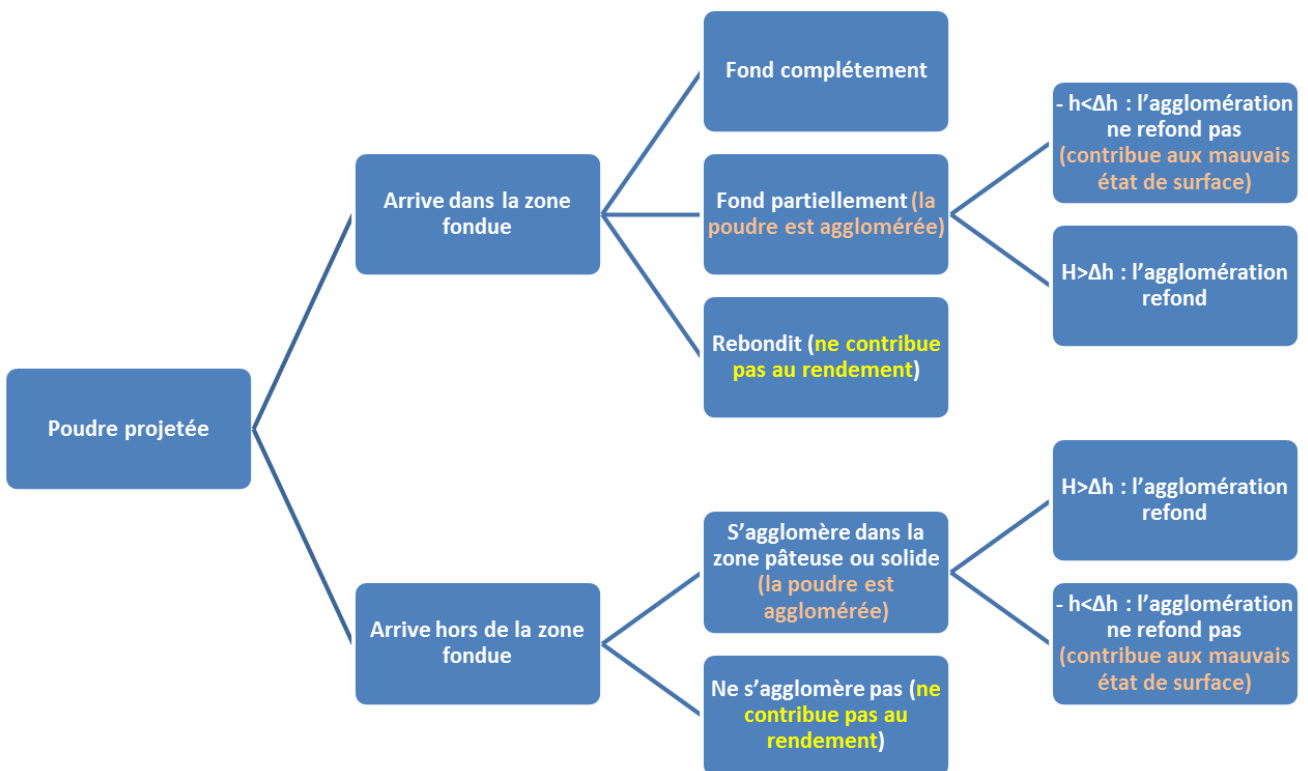 Poudre projetée
Arrive dans la zone
fondue
Fond complétement
Fond partiellement (la
poudre est agglomérée)
- h<Δh : l'agglomération
ne refond pas
(contribue aux mauvais
état de surface)
H>Δh : l'agglomération
refond
Rebondit (ne contribue
pas au rendement)
Arrive hors de la zone
fondue
S'agglomère dans la
zone pâteuse ou solide
(la poudre est
agglomérée)
H>Δh : l'agglomération
refond
- h<Δh : l'agglomération
ne refond pas
(contribue aux mauvais
état de surface)
Ne s'agglomère pas (ne
contribue pas au
rendement)